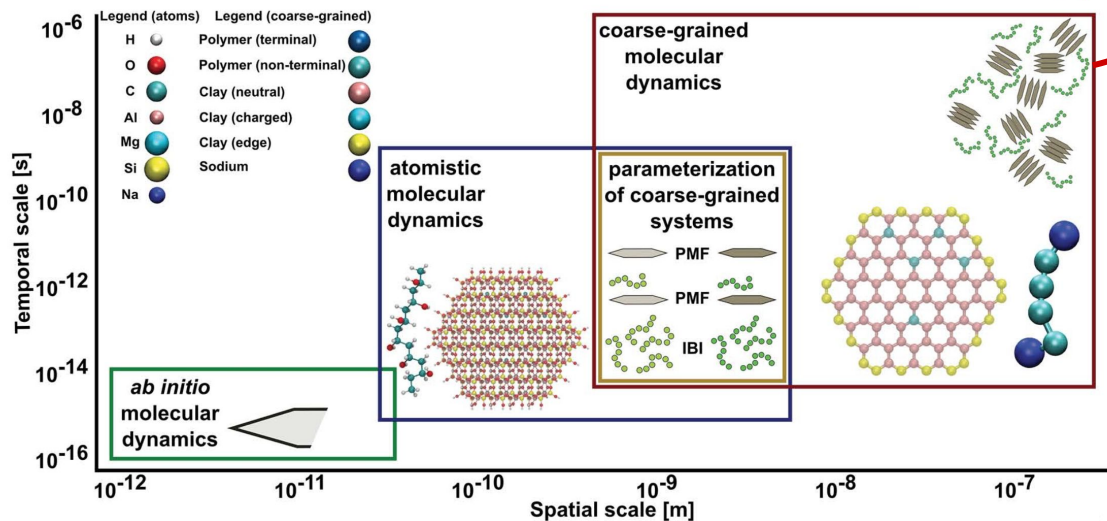 Legend (atoms) Legend (coarse-grained)
H Polymer (terminal)
O Polymer (non-terminal)
C Clay (neutral)
Al Clay (charged)
Mg Clay (edge)
Si Sodium
Na
coarse-grained
molecular
dynamics
atomistic
molecular
dynamics
parameterization
of coarse-grained
systems
PMF
PMF
IBI
ab initio
molecular
dynamics
Temporal scale [s]
10-6
10-8
10-10
10-12
10-14
10-16
10-12 10-11 10-10 10-9 10-8 10-7
Spatial scale [m]